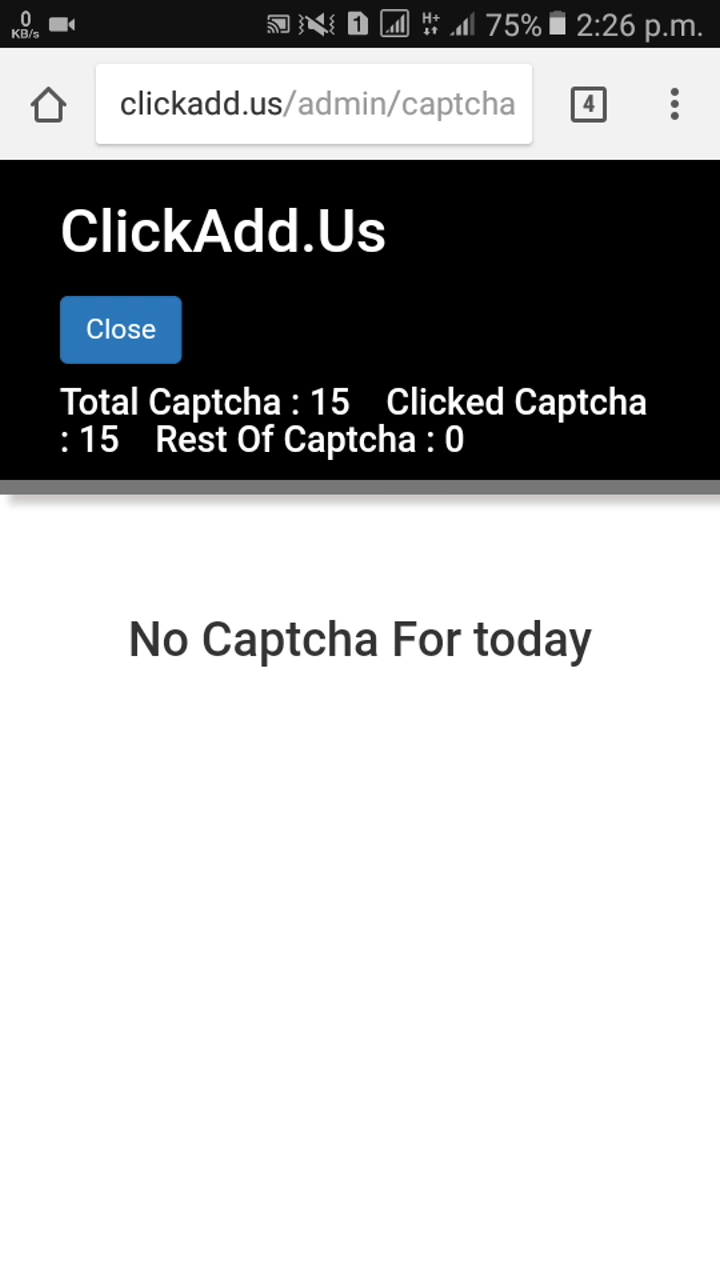 0
KB/s
1
H+
75%
2:26 p.m.
clickadd.us/admin/captcha
4
ClickAdd.Us
Close
Total Captcha : 15 Clicked Captcha
: 15 Rest Of Captcha : 0
No Captcha For today